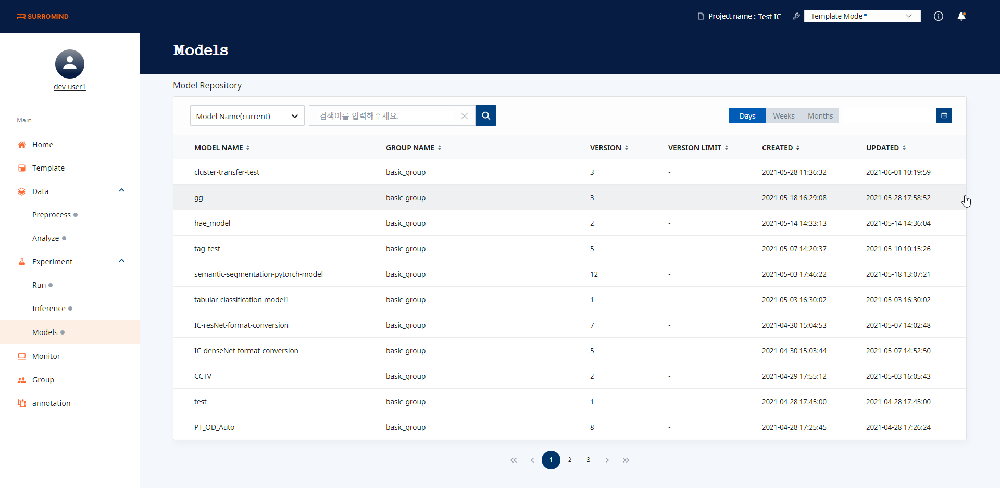 SURROMIND
Project name : Test-IC
Template Mode
dev-user1
Main
Home
Template
Data
Preprocess
Analyze
Experiment
Run
Inference
Models
Monitor
Group
annotation
Models
Model Repository
Model Name(current)
검색어를 입력해주세요.
Days Weeks Months
MODEL NAME GROUP NAME VERSION VERSION LIMIT CREATED UPDATED
cluster-transfer-test basic_group 3 - 2021-05-28 11:36:32 2021-06-01 10:19:59
gg basic_group 3 - 2021-05-18 16:29:08 2021-05-28 17:58:52
hae_model basic_group 2 - 2021-05-14 14:33:13 2021-05-14 14:36:04
tag_test basic_group 5 - 2021-05-07 14:20:37 2021-05-10 10:15:26
semantic-segmentation-pytorch-model basic_group 12 - 2021-05-03 17:46:22 2021-05-18 13:07:21
tabular-classification-model1 basic_group 1 - 2021-05-03 16:30:02 2021-05-03 16:30:02
IC-resNet-format-conversion basic_group 7 - 2021-04-30 15:04:53 2021-05-07 14:02:48
IC-denseNet-format-conversion basic_group 5 - 2021-04-30 15:03:44 2021-05-07 14:52:50
CCTV basic_group 2 - 2021-04-29 17:55:12 2021-05-03 16:05:43
test basic_group 1 - 2021-04-28 17:45:00 2021-04-28 17:45:00
PT_OD_Auto basic_group 8 - 2021-04-28 17:25:45 2021-04-28 17:26:24
1 2 3